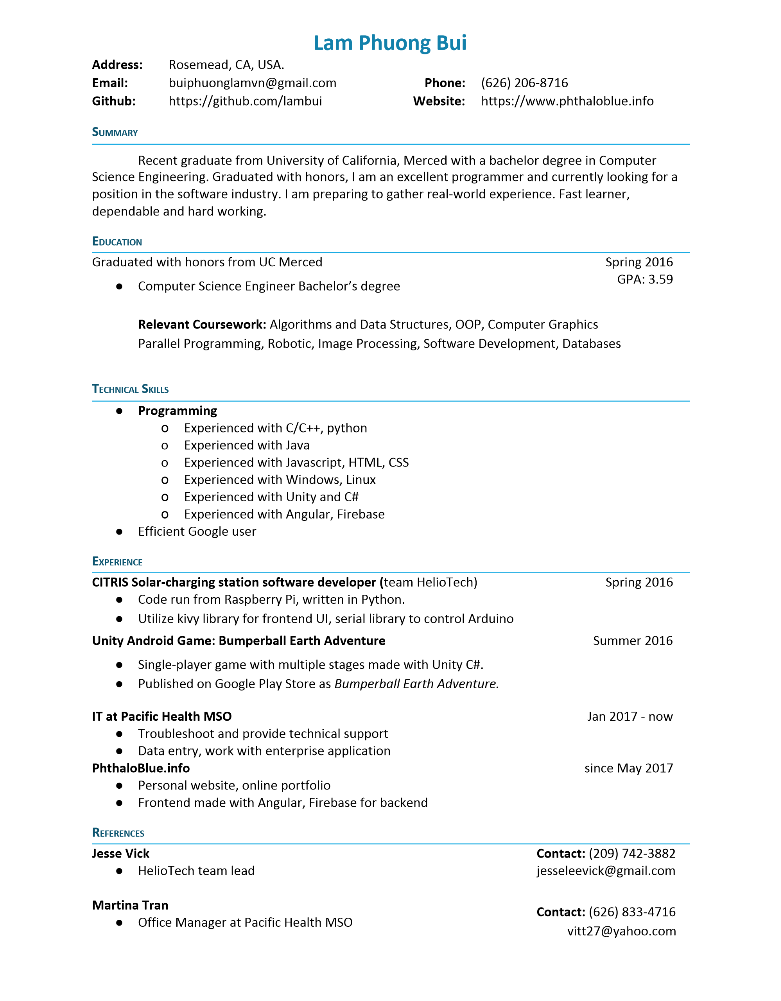 Lam Phuong Bui
Address: Rosemead, CA, USA.
Email: buiphuonglamvn@gmail.com Phone: (626) 206-8716
Github: https://github.com/lambui Website: https://www.phthaloblue.info
Summary
Recent graduate from University of California, Merced with a bachelor degree in Computer
Science Engineering. Graduated with honors, I am an excellent programmer and currently looking for a
position in the software industry. I am preparing to gather real-world experience. Fast learner,
dependable and hard working.
Education
Graduated with honors from UC Merced Spring 2016
GPA: 3.59
● Computer Science Engineer Bachelor’s degree
Relevant Coursework: Algorithms and Data Structures, OOP, Computer Graphics
Parallel Programming, Robotic, Image Processing, Software Development, Databases
Technical Skills
● Programming
o Experienced with C/C++, python
o Experienced with Java
o Experienced with Javascript, HTML, CSS
o Experienced with Windows, Linux
o Experienced with Unity and C#
o Experienced with Angular, Firebase
● Efficient Google user
Experience
CITRIS Solar-charging station software developer (team HelioTech) Spring 2016
● Code run from Raspberry Pi, written in Python.
● Utilize kivy library for frontend UI, serial library to control Arduino
Unity Android Game: Bumperball Earth Adventure Summer 2016
● Single-player game with multiple stages made with Unity C#.
● Published on Google Play Store as Bumperball Earth Adventure.
IT at Pacific Health MSO Jan 2017 - now
● Troubleshoot and provide technical support
● Data entry, work with enterprise application
PhthaloBlue.info since May 2017
● Personal website, online portfolio
● Frontend made with Angular, Firebase for backend
References
Jesse Vick Contact: (209) 742-3882
● HelioTech team lead jesseleevick@gmail.com
Martina Tran Contact: (626) 833-4716
● Office Manager at Pacific Health MSO vitt27@yahoo.com